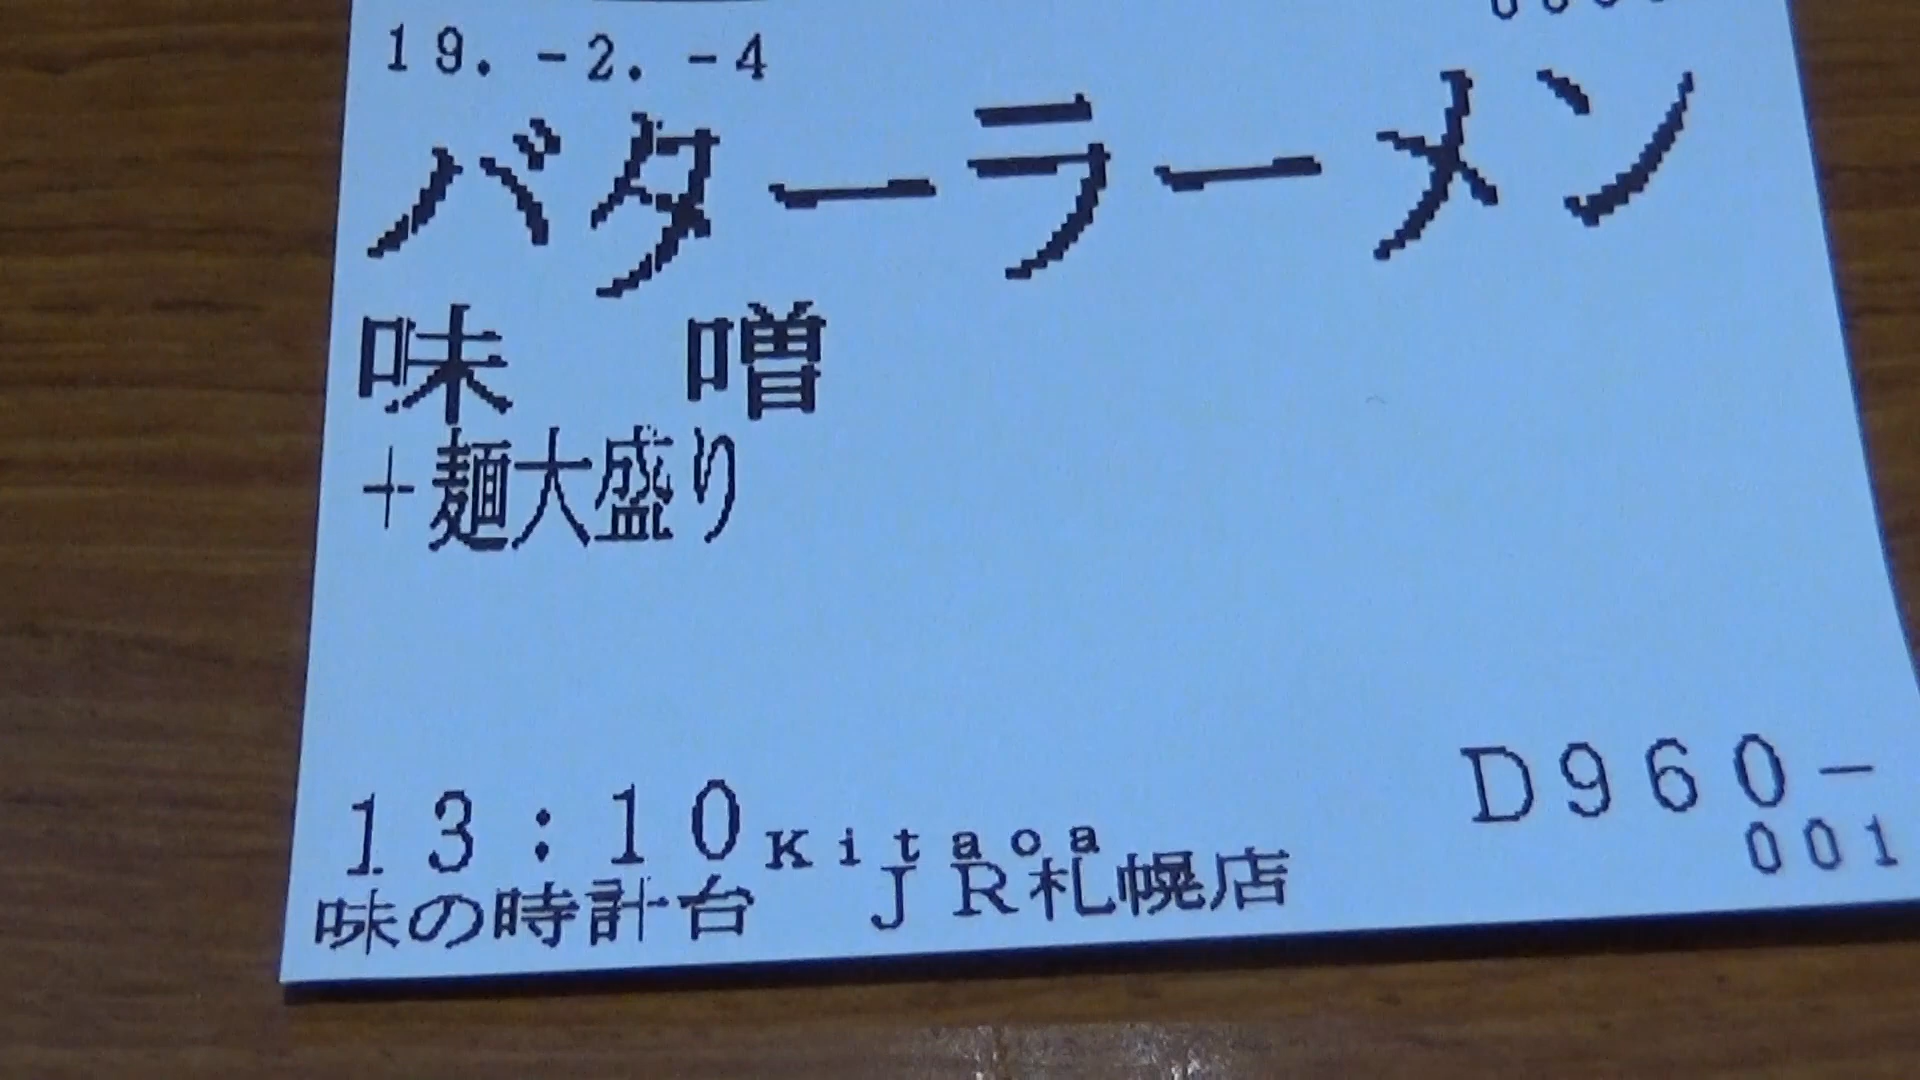 19.-2.-4
バターラーメン
味　噌
＋麺大盛り
D960-
13:10 Kitaoa
001
味の時計台　JR札幌店